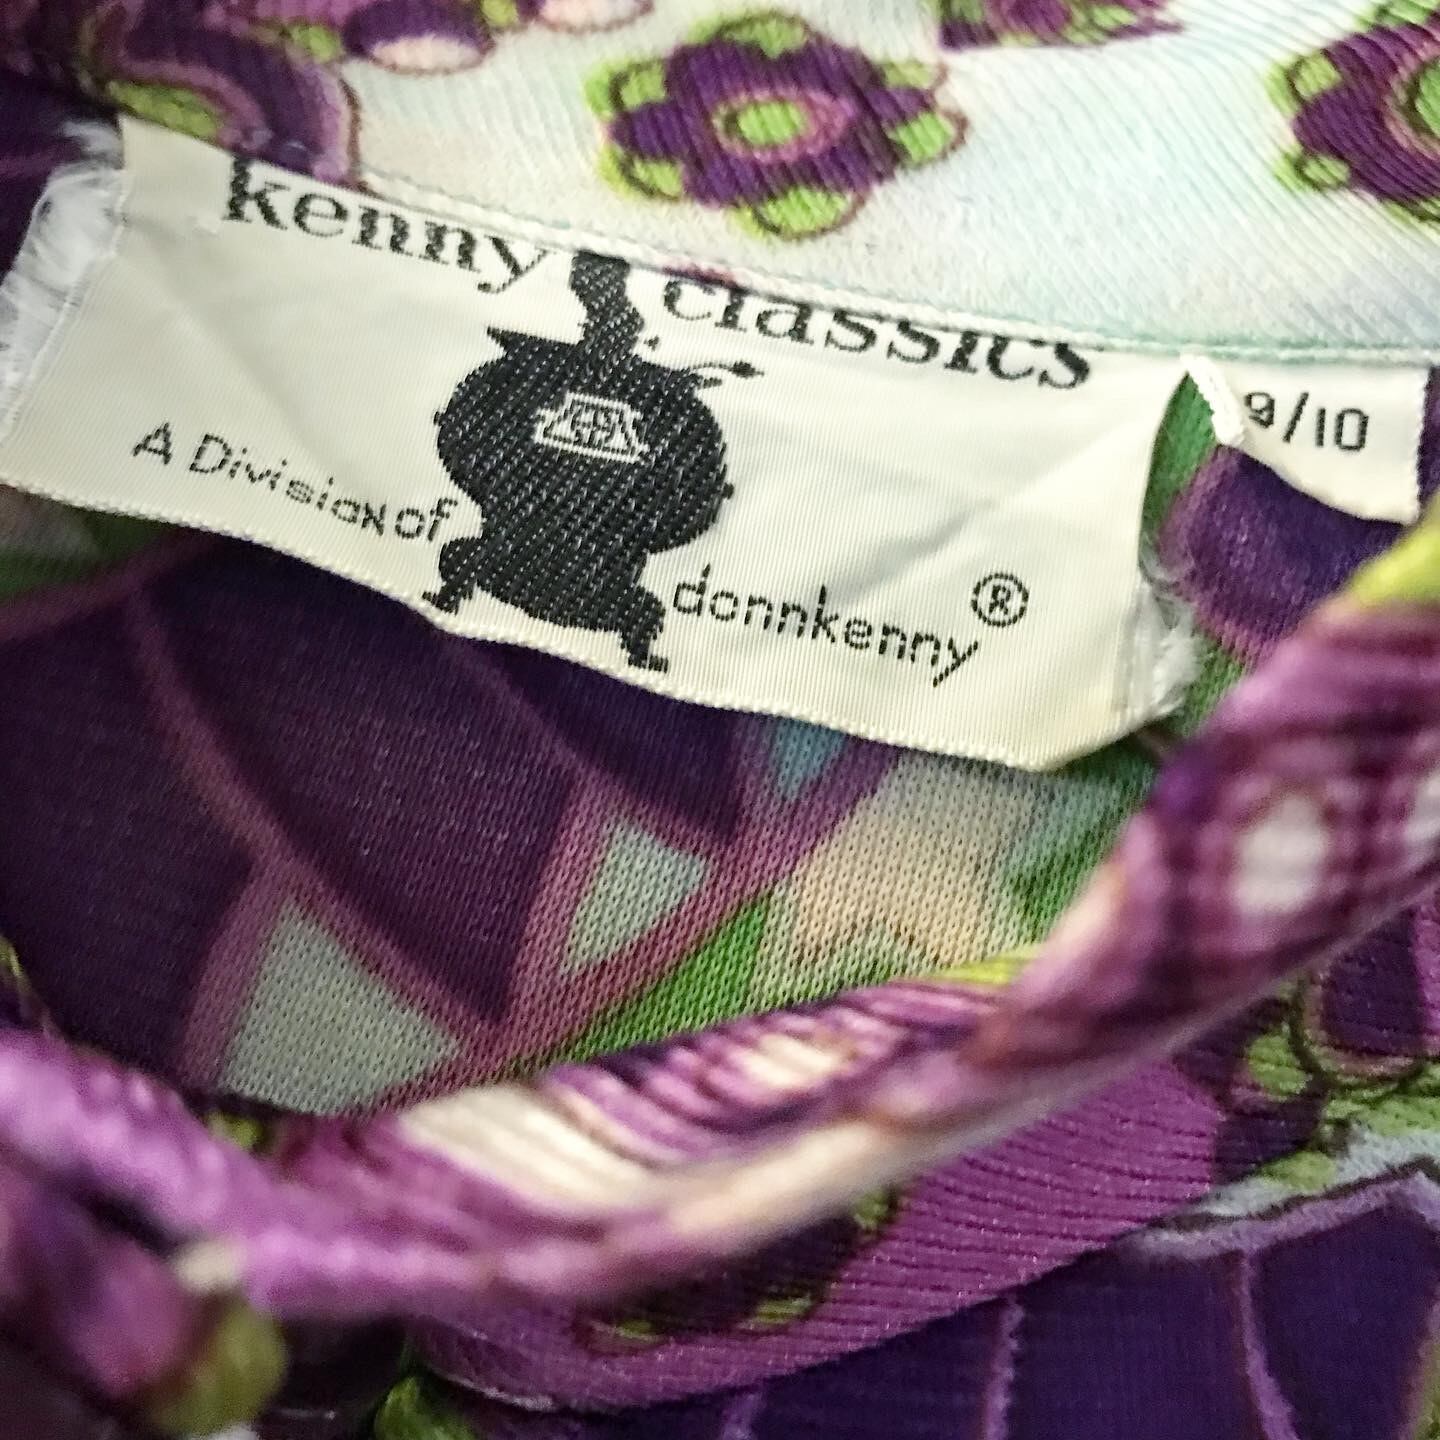 kenny classics
9/10
A Division of donnkenny®